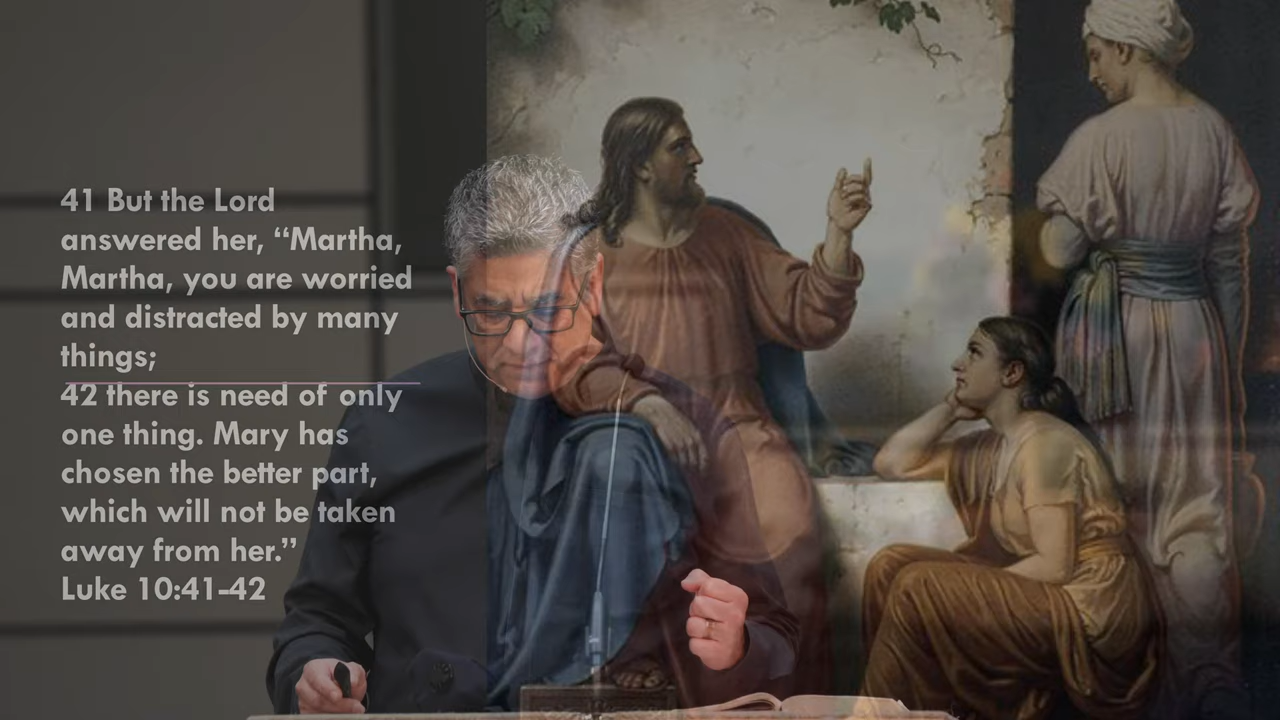 41 But the Lord
answered her, “Martha,
Martha, you are worried
and distracted by many
things;
42 there is need of only
one thing. Mary has
chosen the better part,
which will not be taken
away from her.”
Luke 10:41-42